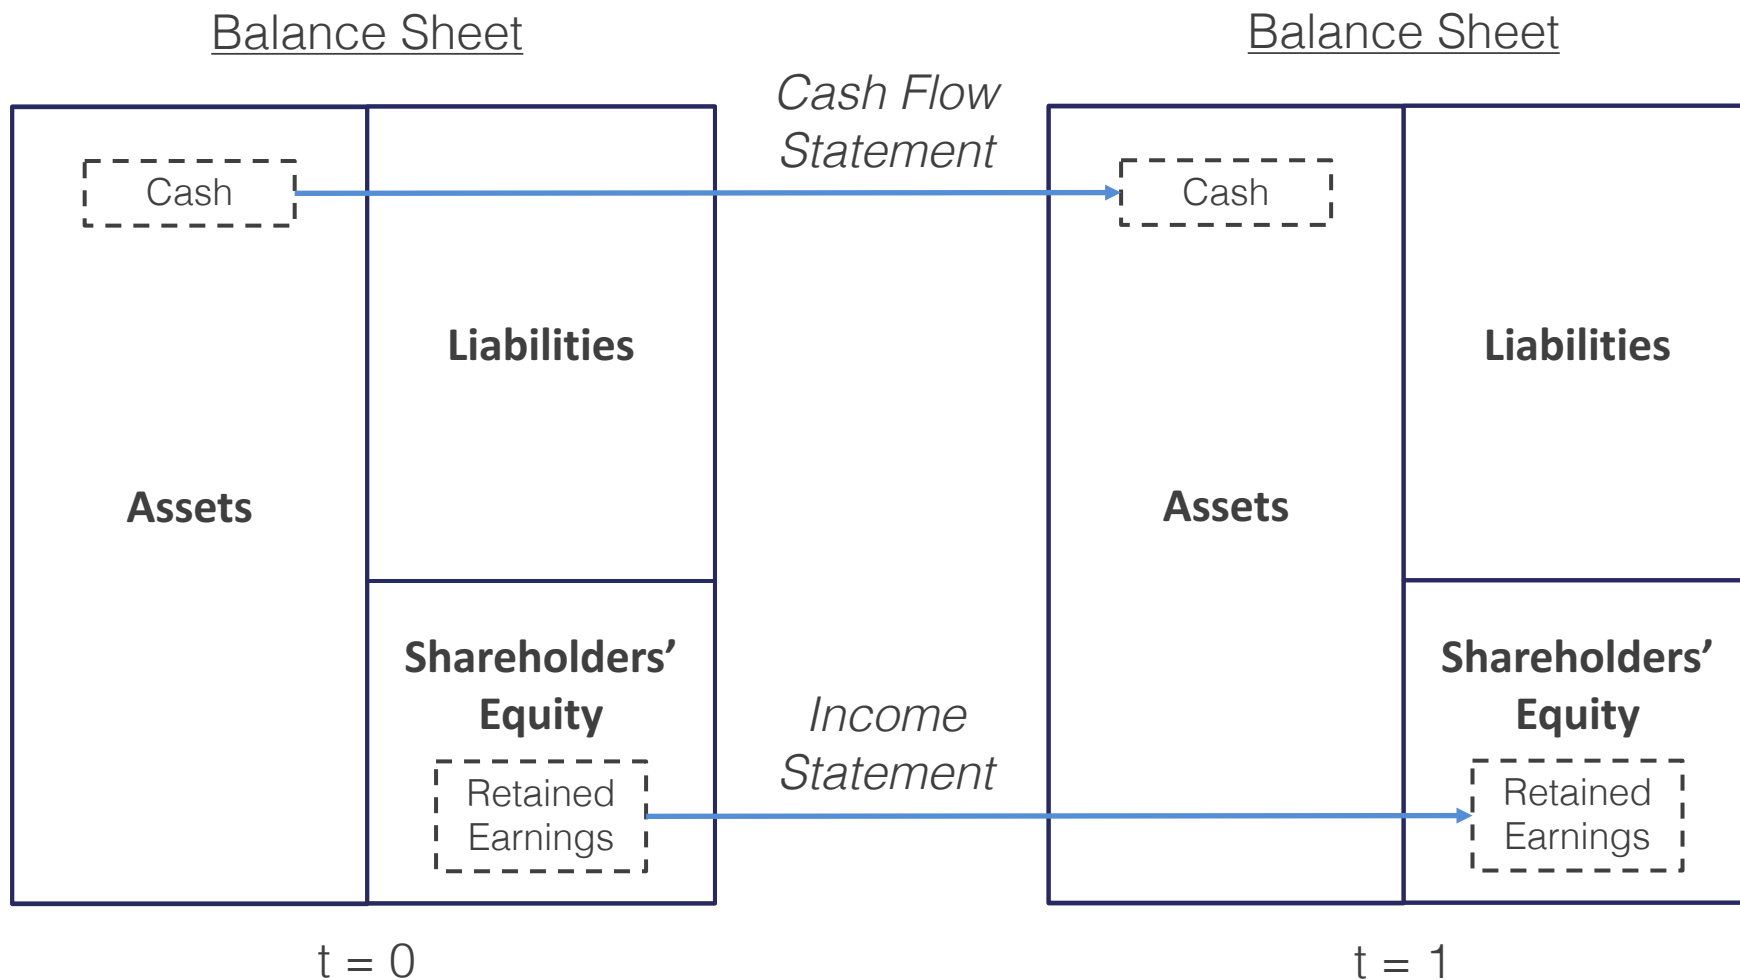 Balance Sheet
Cash
Liabilities
Assets
Shareholders’
Equity
Retained
Earnings
t = 0
Cash Flow
Statement
Income
Statement
Balance Sheet
Cash
Liabilities
Assets
Shareholders’
Equity
Retained
Earnings
t = 1